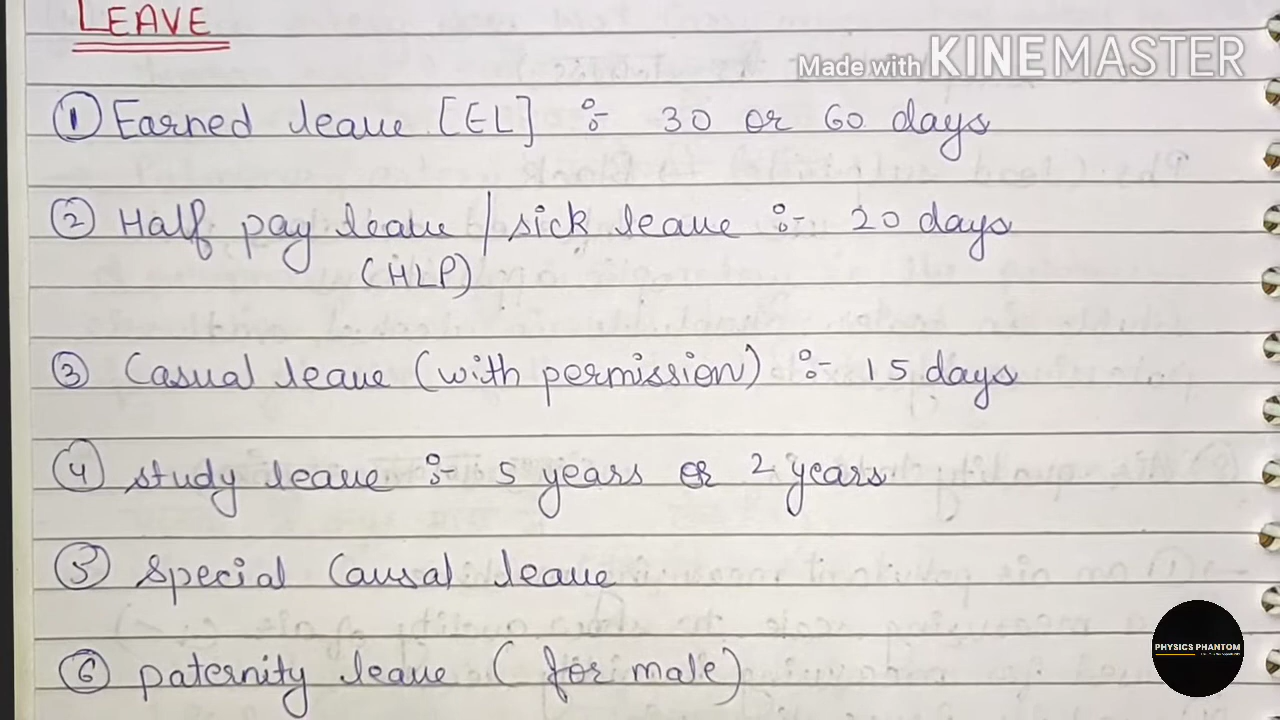 LEAVE
Made with KINEMASTER
① Earned leave [EL] :- 30 or 60 days
② Half pay leave / sick leave :- 20 days
(HLP)
③ Casual leave (with permission) :- 15 days
④ study leave :- 5 years or 2 years
⑤ special Causal leave
⑥ paternity leave ( for male)
PHYSICS PHANTOM